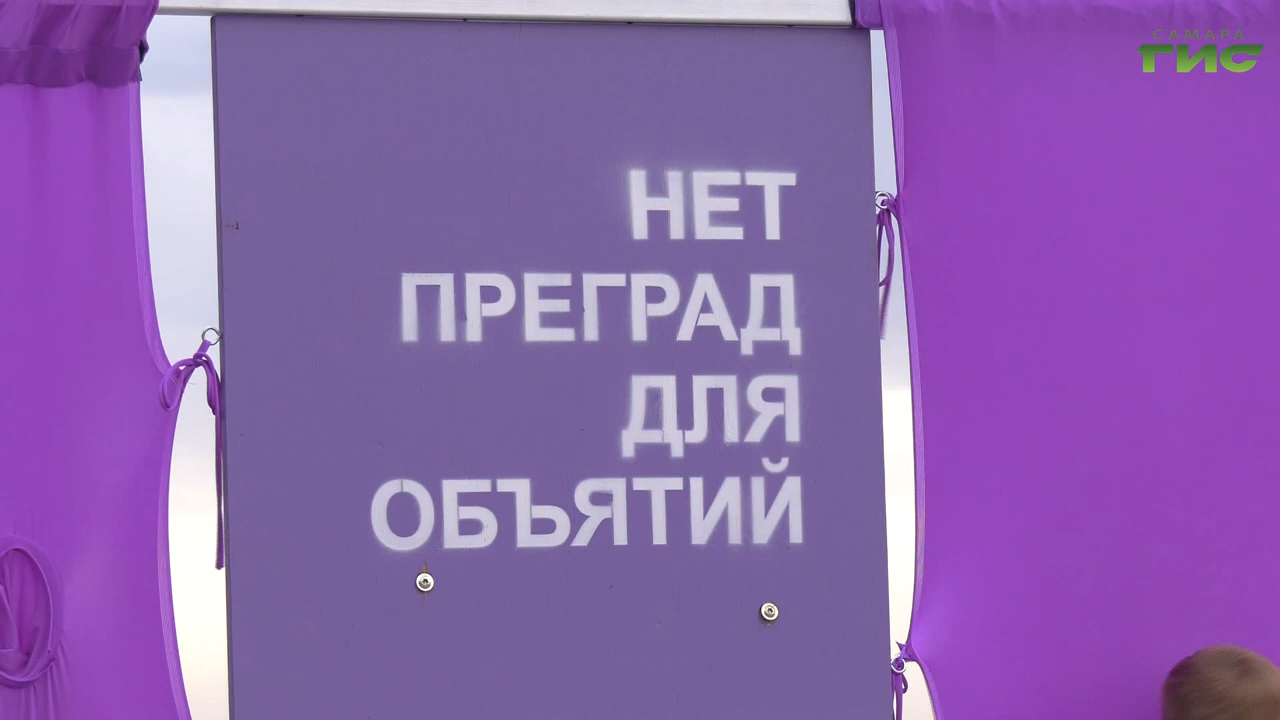 САМАРА
ГИС
НЕТ
ПРЕГРАД
ДЛЯ
ОБЪЯТИЙ